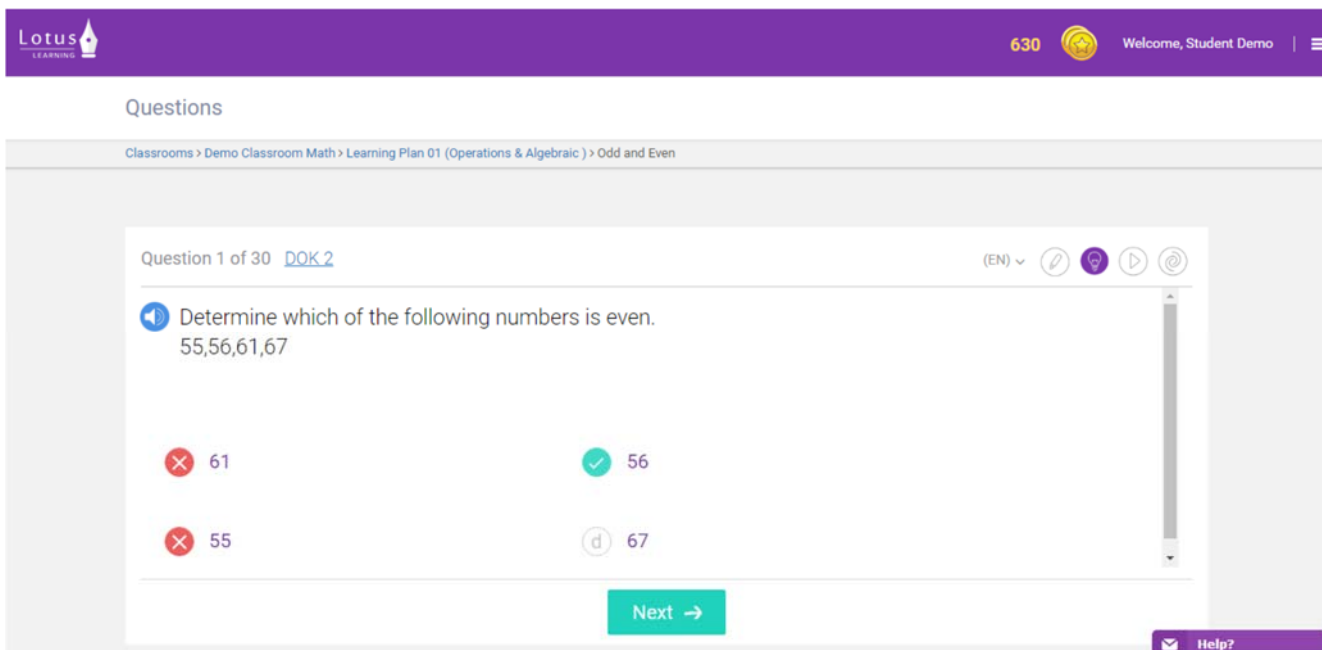 Lotus
LEARNING
630
Welcome, Student Demo |
Questions
Classrooms > Demo Classroom Math > Learning Plan 01 (Operations & Algebraic ) > Odd and Even
Question 1 of 30 DOK 2
(EN)
Determine which of the following numbers is even.
55,56,61,67
61
56
55
d 67
Next →
Help?